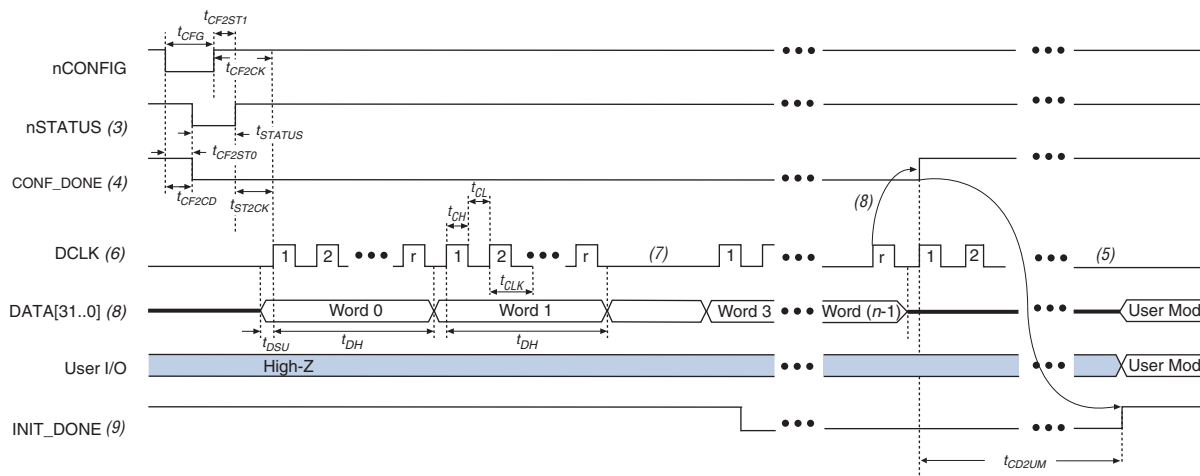 tCF2ST1
tCFG
nCONFIG
tCF2CK
nSTATUS (3)
tSTATUS
tCF2ST0
CONF_DONE (4)
tCF2CD
tST2CK
tCL
tCH
(8)
DCLK (6)
1 2 r 1 2 r (7) 1 r 1 2 (5)
tCLK
DATA[31..0] (8)
Word 0 Word 1 Word 3 Word (n-1) User Mod
tDSU
tDH tDH
User I/O
High-Z
User Mod
INIT_DONE (9)
tCD2UM